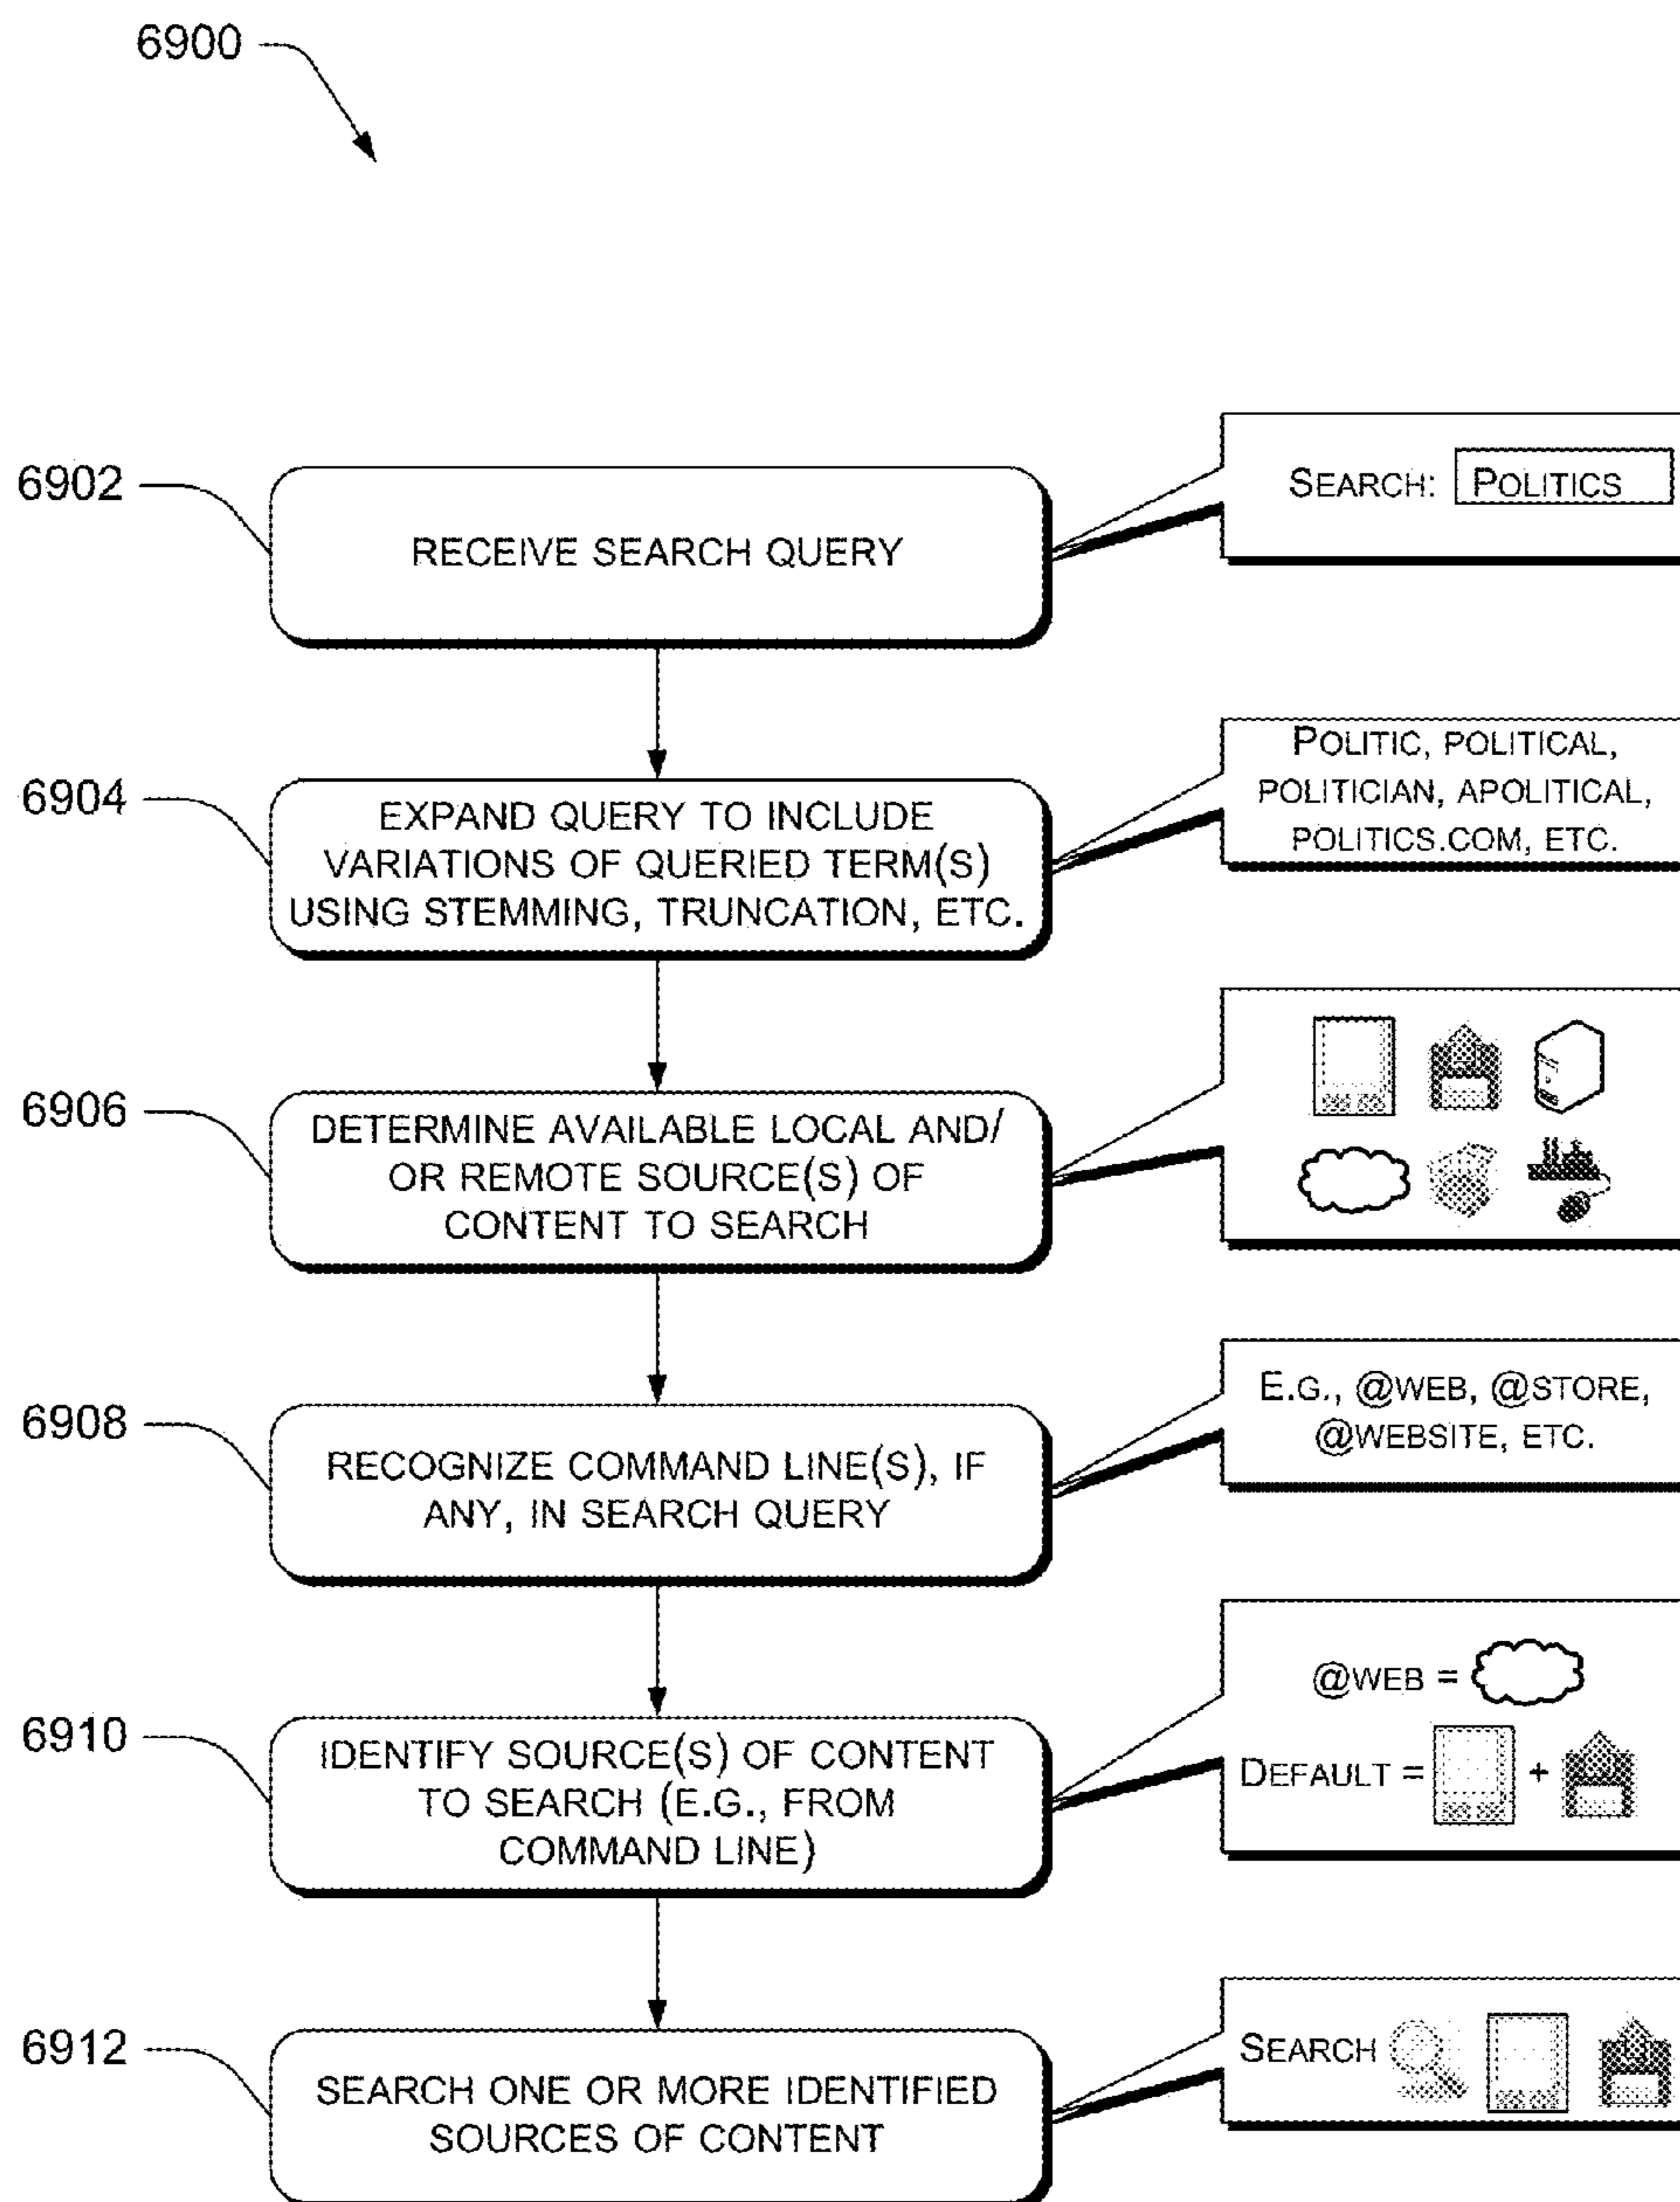 6900
6902
RECEIVE SEARCH QUERY
SEARCH: POLITICS
6904
EXPAND QUERY TO INCLUDE
VARIATIONS OF QUERIED TERM(S)
USING STEMMING, TRUNCATION, ETC.
POLITIC, POLITICAL,
POLITICIAN, APOLITICAL,
POLITICS.COM, ETC.
6906
DETERMINE AVAILABLE LOCAL AND/
OR REMOTE SOURCE(S) OF
CONTENT TO SEARCH
6908
RECOGNIZE COMMAND LINE(S), IF
ANY, IN SEARCH QUERY
E.G., @WEB, @STORE,
@WEBSITE, ETC.
6910
IDENTIFY SOURCE(S) OF CONTENT
TO SEARCH (E.G., FROM
COMMAND LINE)
@WEB =
DEFAULT = +
6912
SEARCH ONE OR MORE IDENTIFIED
SOURCES OF CONTENT
SEARCH